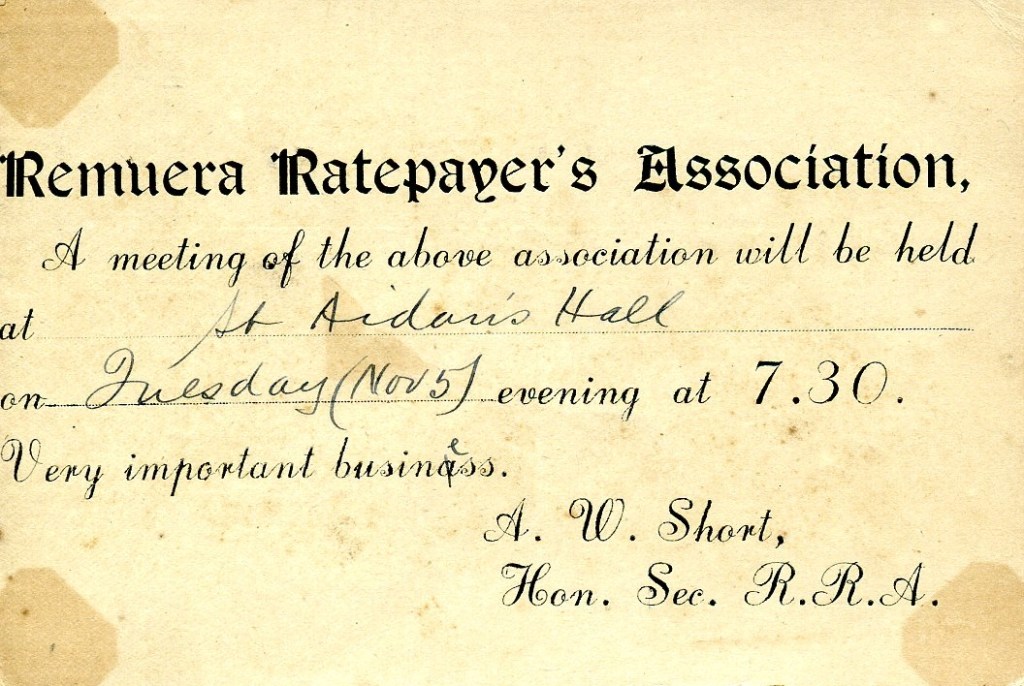 Remuera Ratepayer's Association,
A meeting of the above association will be held
at St Aidan's Hall
on Tuesday (Nov 5) evening at 7.30.
Very important business.
A. W. Short,
Hon. Sec. R.R.A.